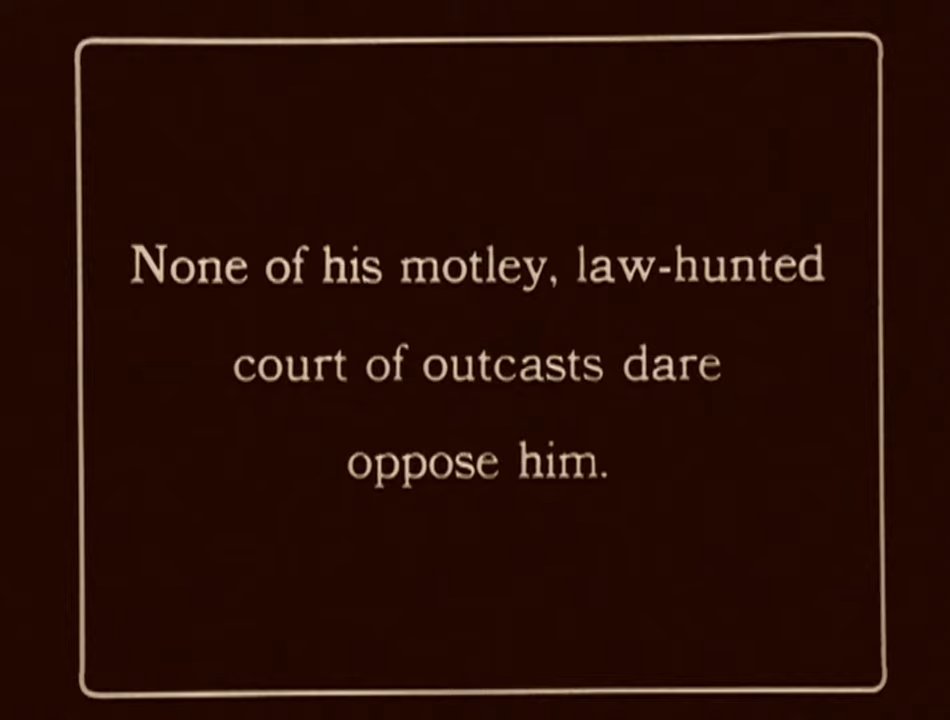 None of his motley, law-hunted
court of outcasts dare
oppose him.